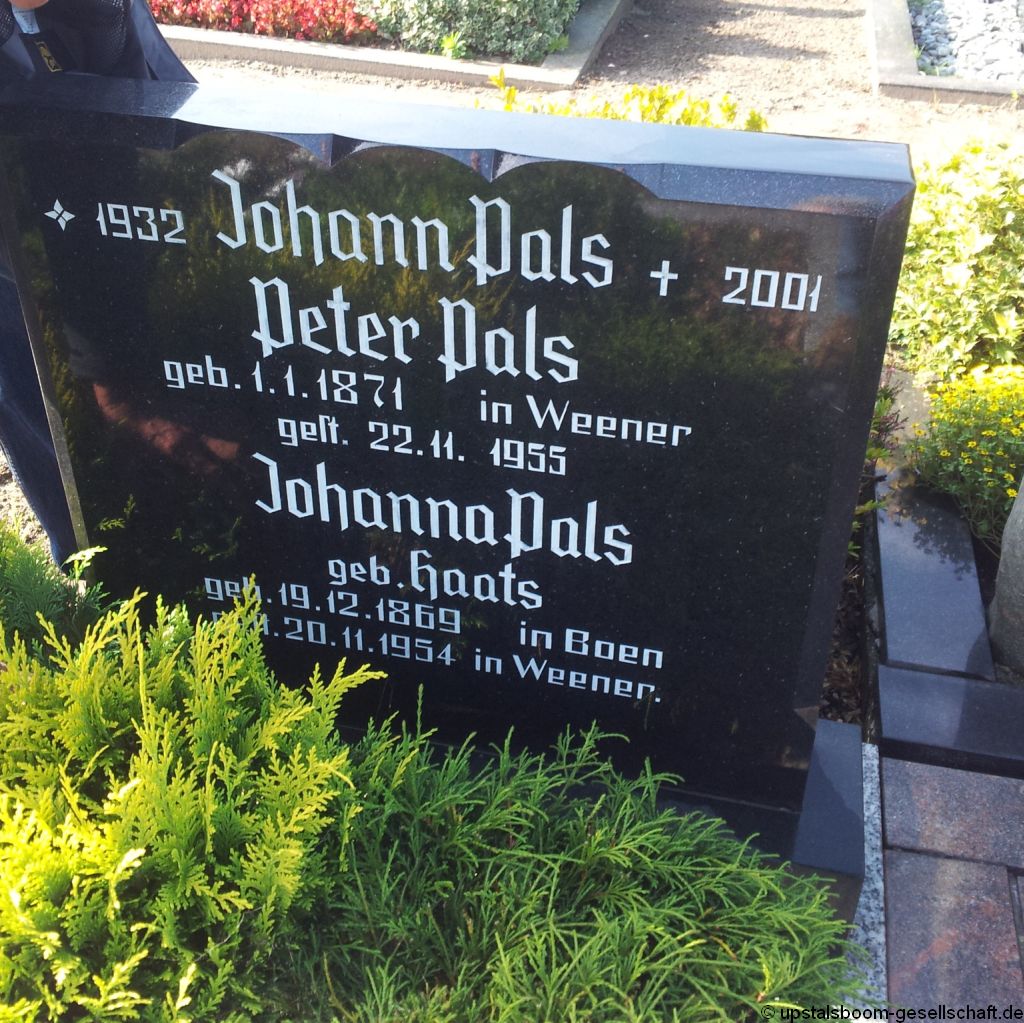 1932 Johann Pals † 2001
Peter Pals
geb. 1.1.1871 in Weener
gest. 22.11. 1955
Johanna Pals
geb. Haats
geb. 19.12.1869 in Boen
20.11.1954 in Weener.
© upstalsboom-gesellschaft.de